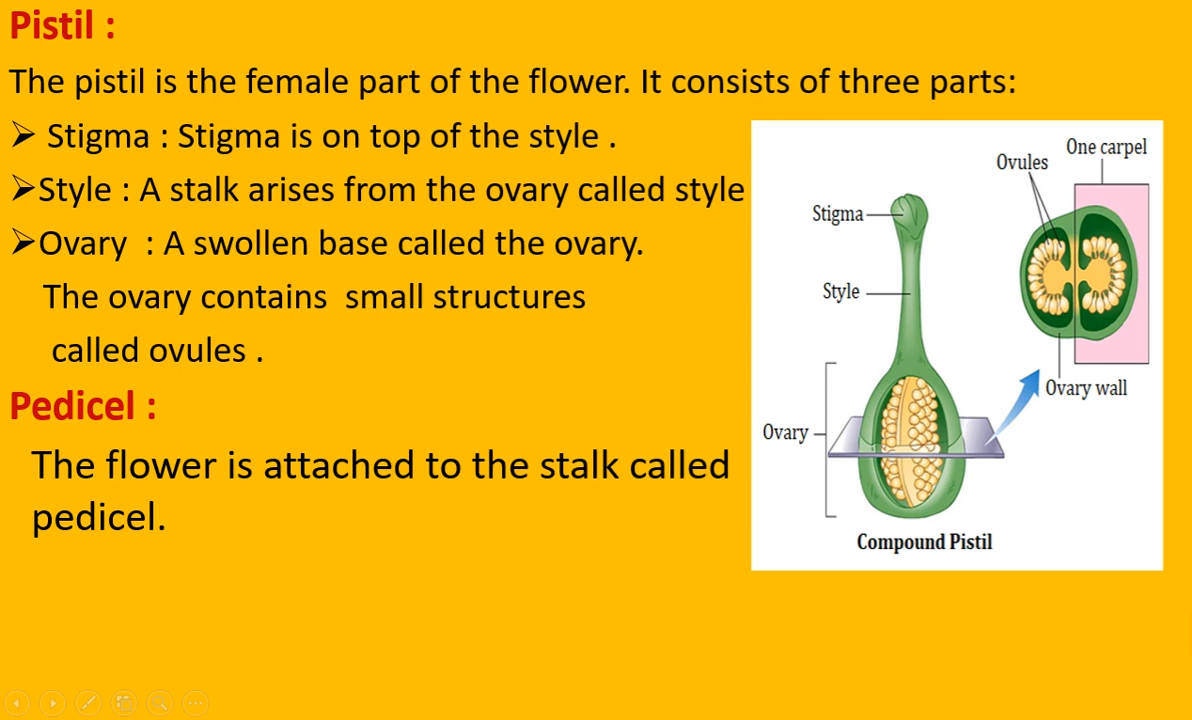 Pistil :
The pistil is the female part of the flower. It consists of three parts:
➢ Stigma : Stigma is on top of the style .
➢Style : A stalk arises from the ovary called style
➢Ovary : A swollen base called the ovary.
The ovary contains small structures
called ovules .
Pedicel :
The flower is attached to the stalk called
pedicel.
One carpel
Ovules
Stigma
Style
Ovary wall
Ovary
Compound Pistil